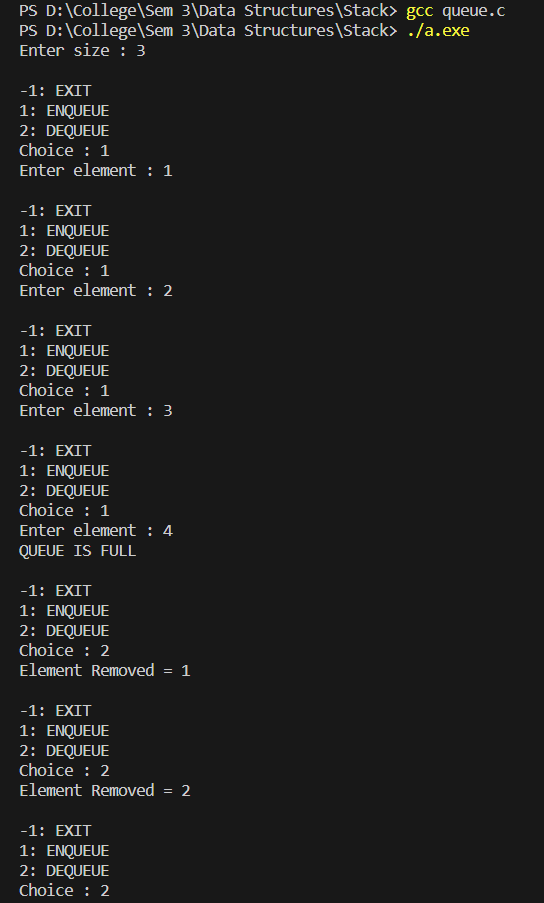 PS D:\College\Sem 3\Data Structures\Stack> gcc queue.c
PS D:\College\Sem 3\Data Structures\Stack> ./a.exe
Enter size : 3
-1: EXIT
1: ENQUEUE
2: DEQUEUE
Choice : 1
Enter element : 1
-1: EXIT
1: ENQUEUE
2: DEQUEUE
Choice : 1
Enter element : 2
-1: EXIT
1: ENQUEUE
2: DEQUEUE
Choice : 1
Enter element : 3
-1: EXIT
1: ENQUEUE
2: DEQUEUE
Choice : 1
Enter element : 4
QUEUE IS FULL
-1: EXIT
1: ENQUEUE
2: DEQUEUE
Choice : 2
Element Removed = 1
-1: EXIT
1: ENQUEUE
2: DEQUEUE
Choice : 2
Element Removed = 2
-1: EXIT
1: ENQUEUE
2: DEQUEUE
Choice : 2